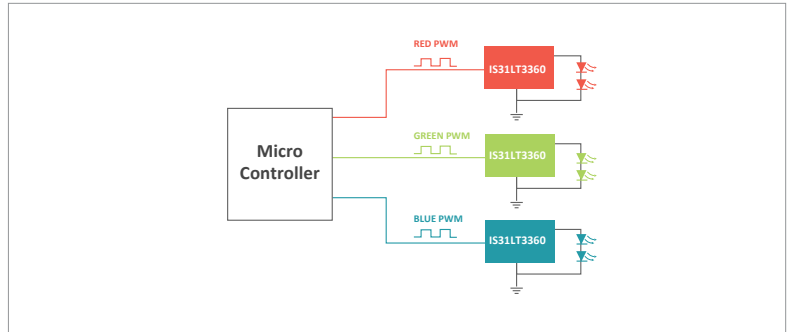 RED PWM
IS31LT3360
Micro
Controller
GREEN PWM
IS31LT3360
BLUE PWM
IS31LT3360